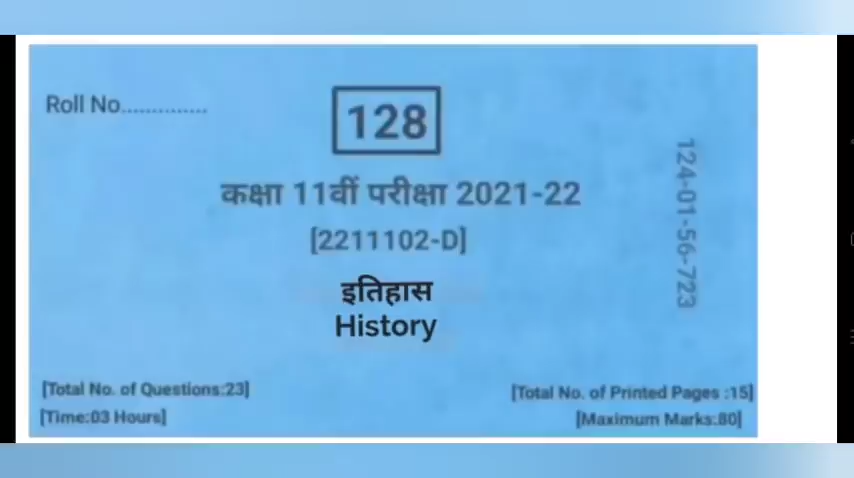 Roll No..............
128
कक्षा 11वीं परीक्षा 2021-22
[2211102-D]
124-01-56-723
इतिहास
History
[Total No. of Questions:23]
[Total No. of Printed Pages :15]
[Time:03 Hours]
[Maximum Marks:80]